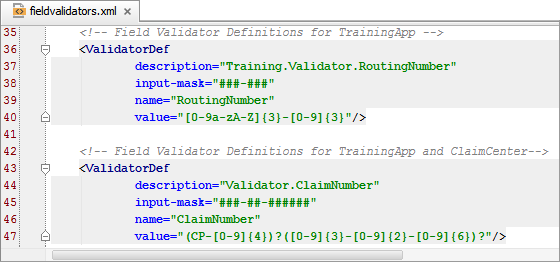 fieldvalidators.xml
35 <!-- Field Validator Definitions for TrainingApp -->
36 <ValidatorDef
37 description="Training.Validator.RoutingNumber"
38 input-mask="###-###"
39 name="RoutingNumber"
40 value="[0-9a-zA-Z]{3}-[0-9]{3}"/>
41
42 <!-- Field Validator Definitions for TrainingApp and ClaimCenter-->
43 <ValidatorDef
44 description="Validator.ClaimNumber"
45 input-mask="###-##-######"
46 name="ClaimNumber"
47 value="(CP-[0-9]{4})?([0-9]{3}-[0-9]{2}-[0-9]{6})?"/>